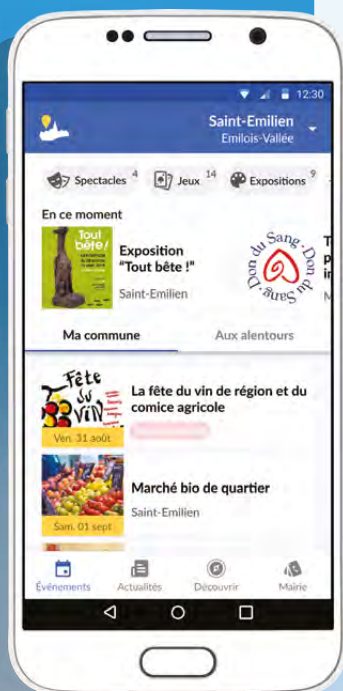 12:30
Saint-Emilien
Emilois-Vallée
Spectacles 4
Jeux 14
Expositions 9
En ce moment
Tout
bête !
Exposition
“Tout bête !”
Saint-Emilien
Don du Sang · Don du Sang ·
Ma commune
Aux alentours
Fête
du
Vin
Ven. 31 août
La fête du vin de région et du
comice agricole
Marché bio de quartier
Saint-Emilien
Sam. 01 sept
Événements
Actualités
Découvrir
Mairie